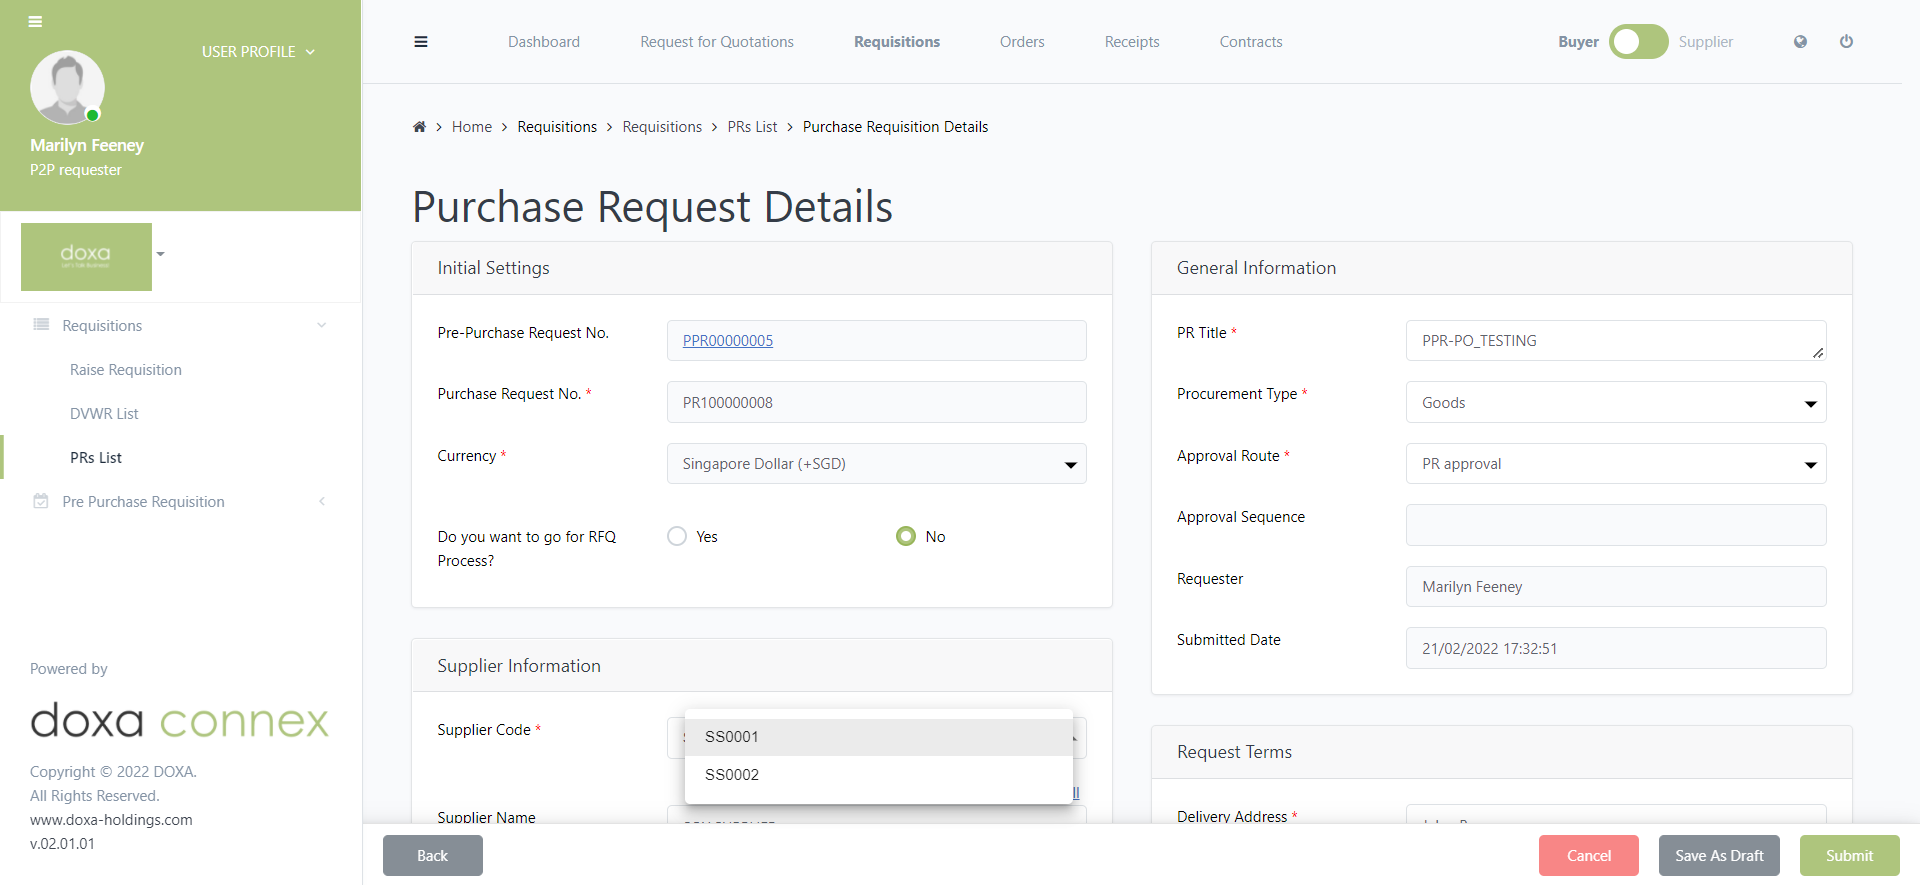 USER PROFILE
Marilyn Feeney
P2P requester
doxa
Requisitions
Raise Requisition
DVWR List
PRs List
Pre Purchase Requisition
Powered by
doxa connex
Copyright © 2022 DOXA.
All Rights Reserved.
www.doxa-holdings.com
v.02.01.01
Dashboard
Request for Quotations
Requisitions
Orders
Receipts
Contracts
Buyer
Supplier
Home > Requisitions > Requisitions > PRs List > Purchase Requisition Details
Purchase Request Details
Initial Settings
Pre-Purchase Request No.
PPR00000005
Purchase Request No. *
PR100000008
Currency *
Singapore Dollar (+SGD)
Do you want to go for RFQ
Process?
Yes
No
Supplier Information
Supplier Code *
SS0001
SS0002
Supplier Name
General Information
PR Title *
PPR-PO_TESTING
Procurement Type *
Goods
Approval Route *
PR approval
Approval Sequence
Requester
Marilyn Feeney
Submitted Date
21/02/2022 17:32:51
Request Terms
Delivery Address *
Back
Cancel
Save As Draft
Submit